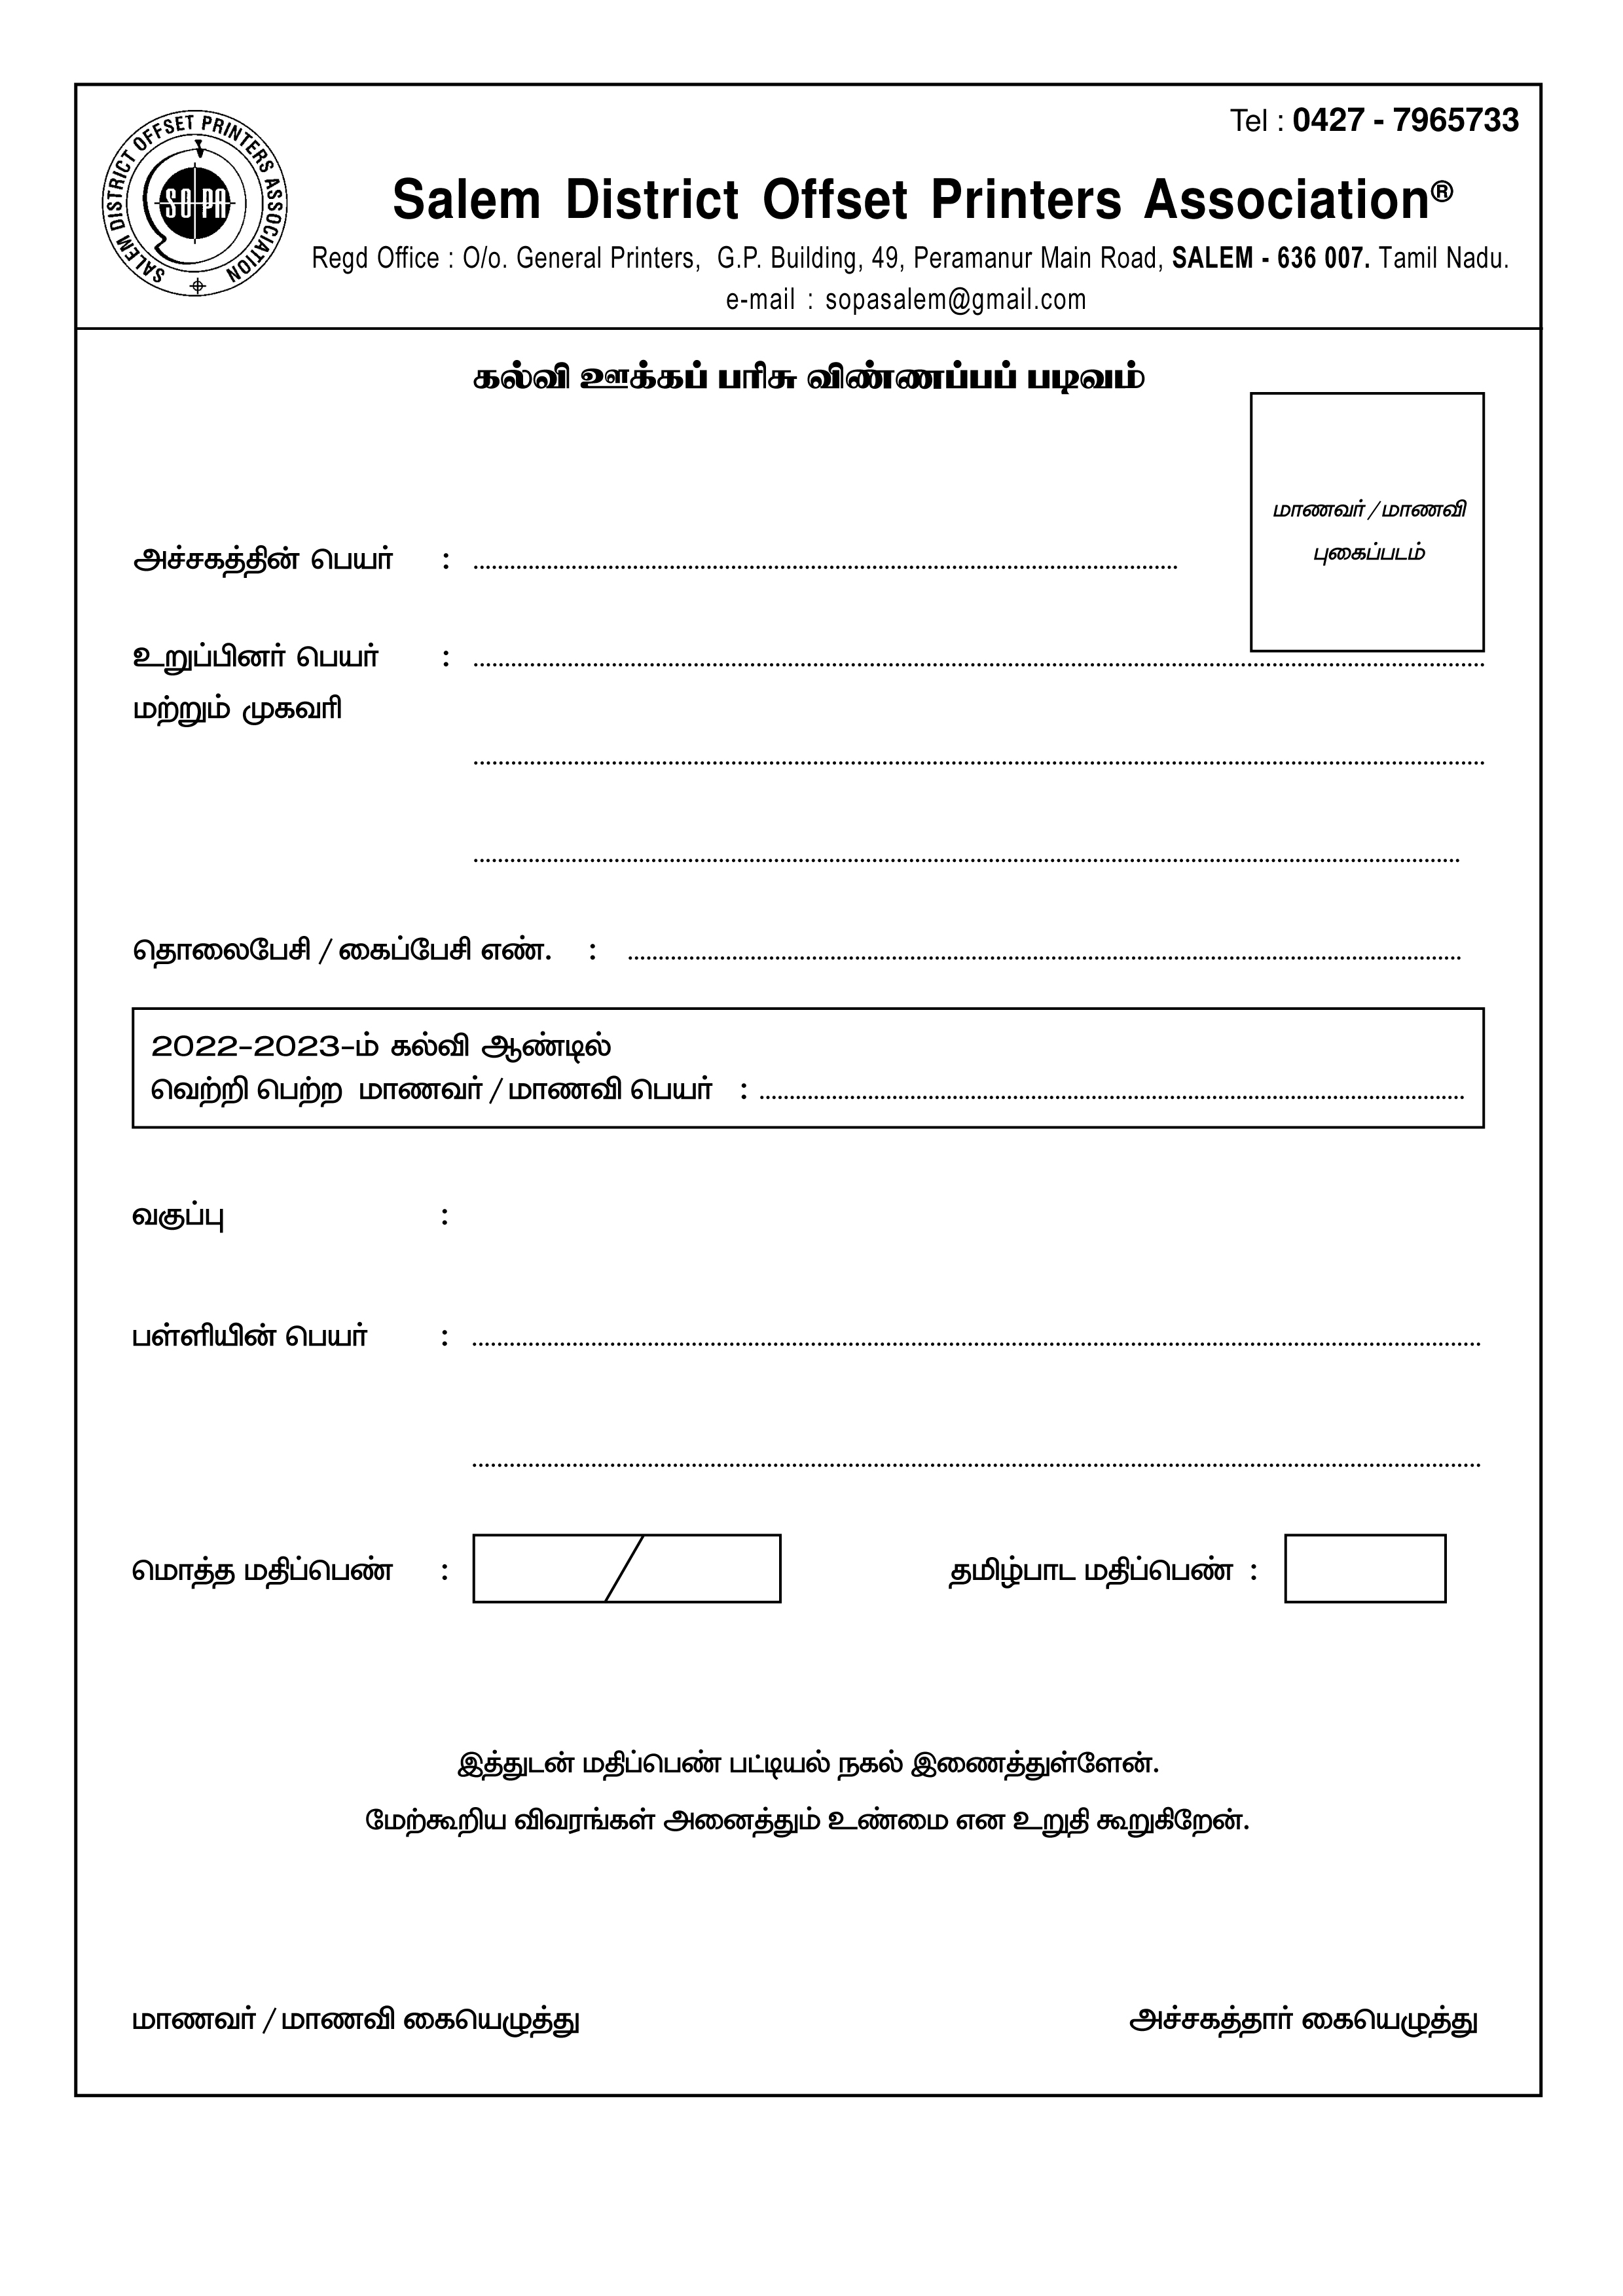 Tel : 0427 - 7965733
SALEM DISTRICT OFFSET PRINTERS ASSOCIATION
SOPA
Salem District Offset Printers Association®
Regd Office : O/o. General Printers, G.P. Building, 49, Peramanur Main Road, SALEM - 636 007. Tamil Nadu.
e-mail : sopasalem@gmail.com
கல்வி ஊக்கப் பரிசு விண்ணப்பப் படிவம்
மாணவர் / மாணவி
புகைப்படம்
அச்சகத்தின் பெயர் :
உறுப்பினர் பெயர் :
மற்றும் முகவரி
தொலைபேசி / கைப்பேசி எண். :
2022-2023-ம் கல்வி ஆண்டில்
வெற்றி பெற்ற மாணவர் / மாணவி பெயர் :
வகுப்பு :
பள்ளியின் பெயர் :
மொத்த மதிப்பெண் : / தமிழ்பாட மதிப்பெண் :
இத்துடன் மதிப்பெண் பட்டியல் நகல் இணைத்துள்ளேன்.
மேற்கூறிய விவரங்கள் அனைத்தும் உண்மை என உறுதி கூறுகிறேன்.
மாணவர் / மாணவி கையெழுத்து அச்சகத்தார் கையெழுத்து